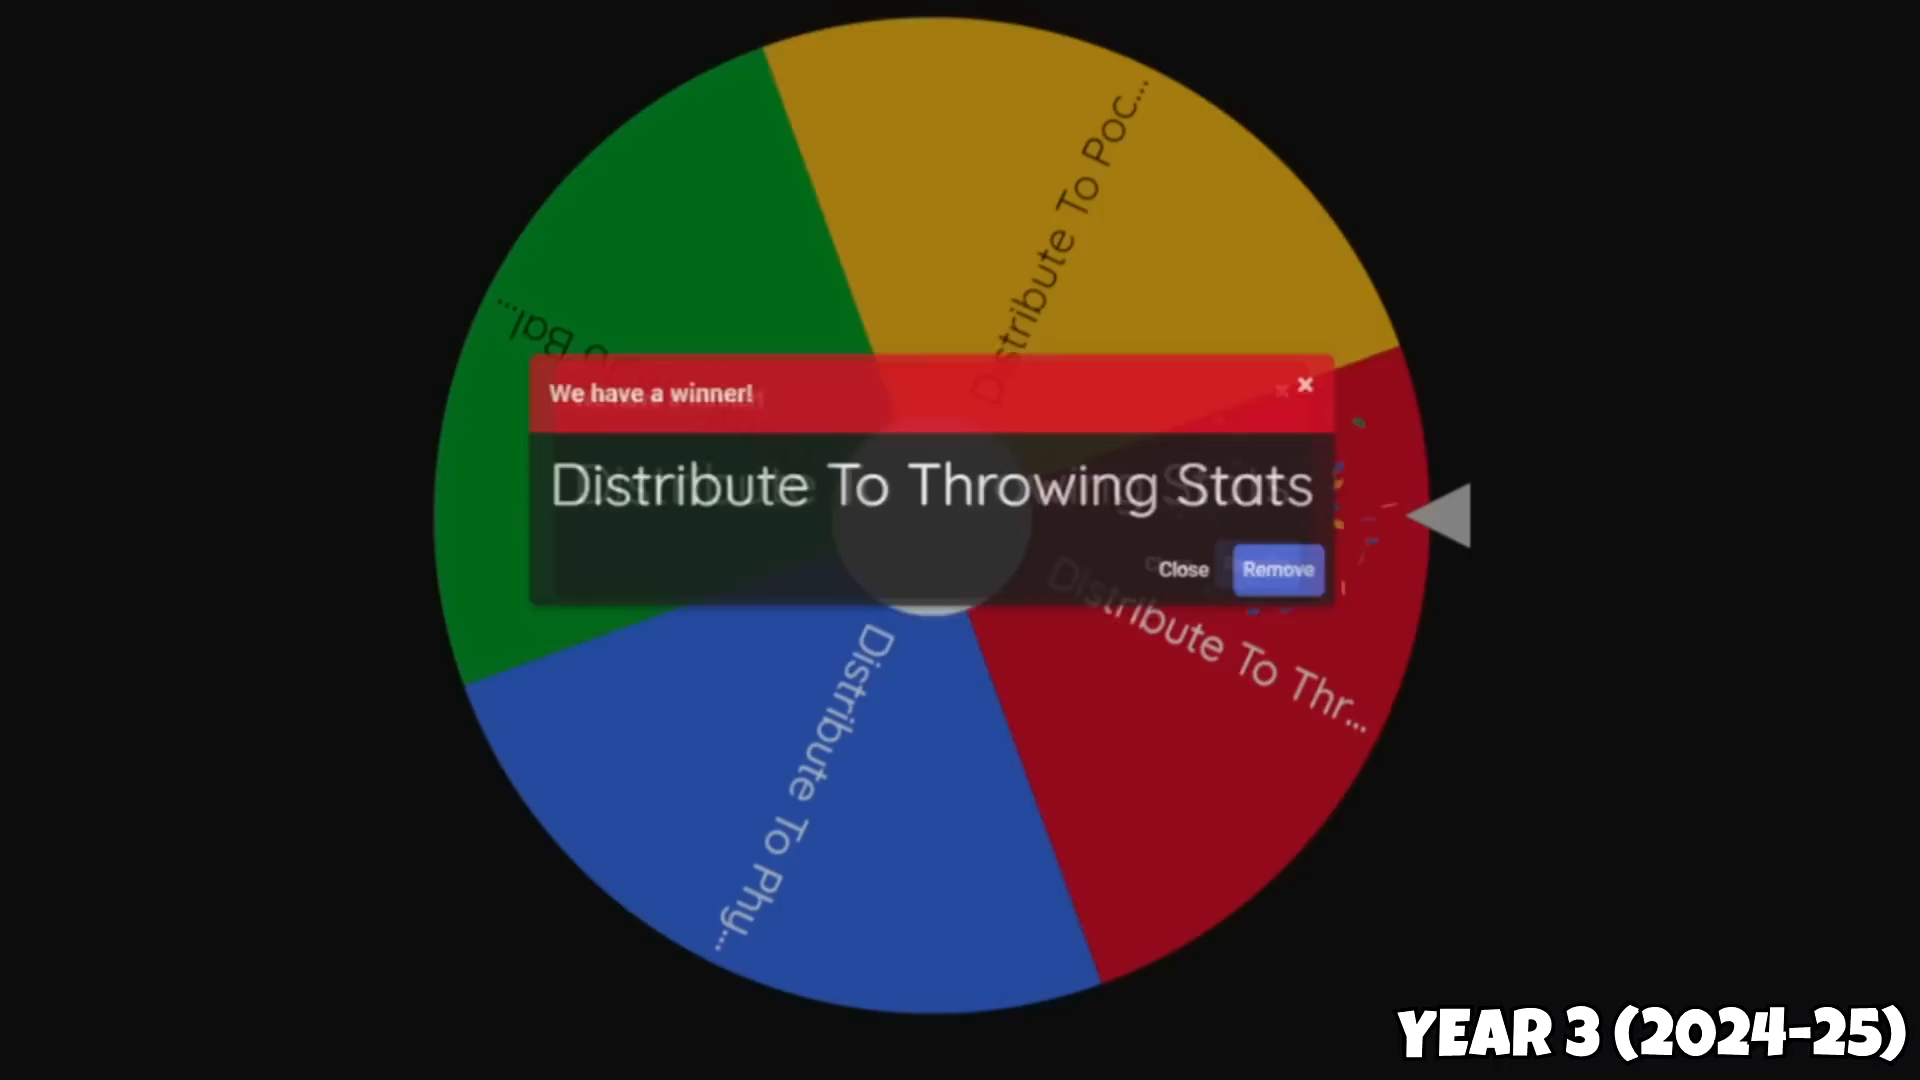 Distribute To Poc...
o Bal...
We have a winner!
Distribute To Throwing Stats
Close
Remove
Distribute To Thr...
Distribute To Phy...
YEAR 3 (2024-25)